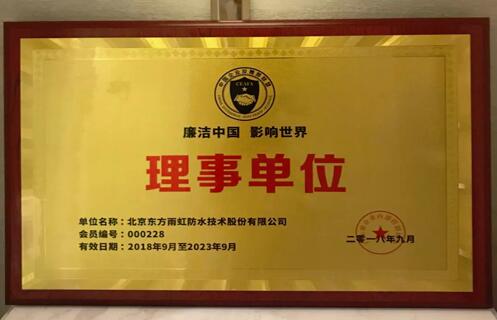 CEAFA
廉洁中国 影响世界
理事单位
单位名称：北京东方雨虹防水技术股份有限公司
会员编号：000228
有效日期：2018年9月至2023年9月
二零一八年九月